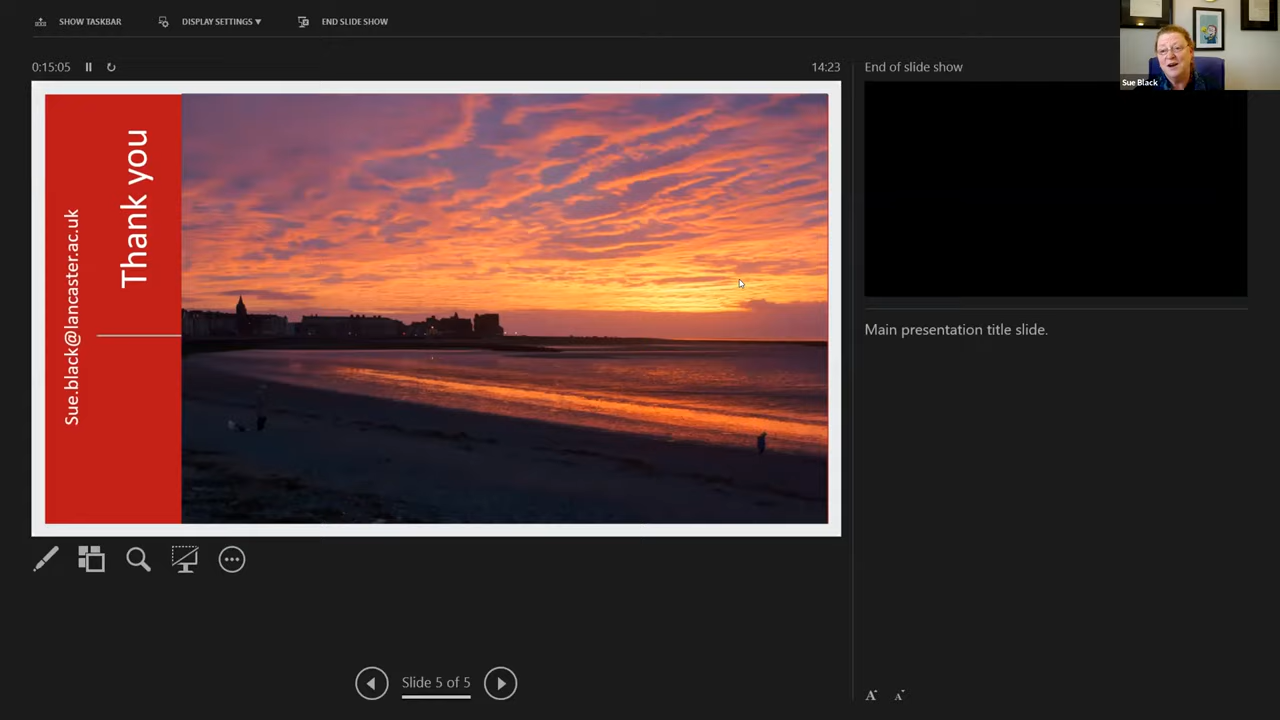 SHOW TASKBAR
DISPLAY SETTINGS ▼
END SLIDE SHOW
0:15:05
14:23
End of slide show
Sue Black
Thank you
Sue.black@lancaster.ac.uk
Main presentation title slide.
Slide 5 of 5
A A